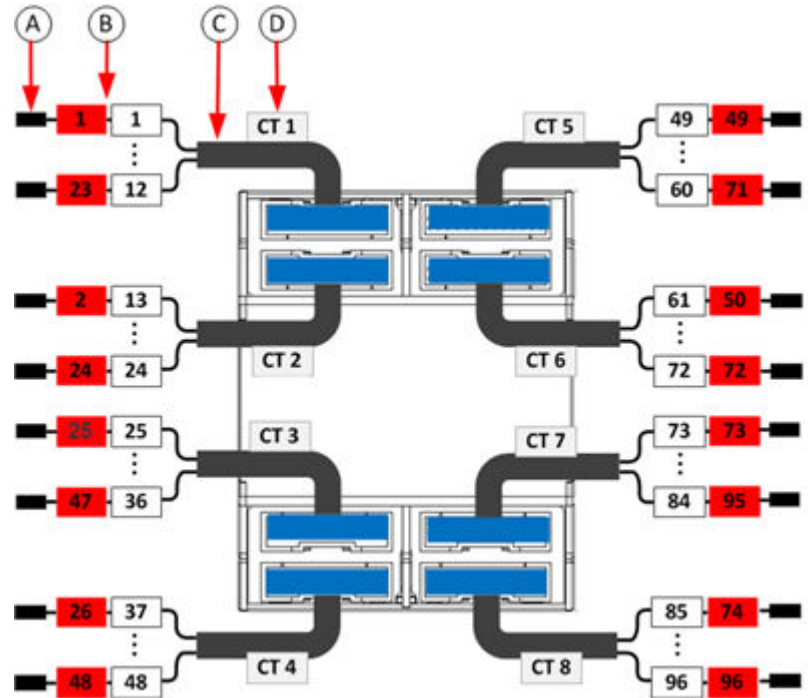 A B C D
1 1 CT 1 CT 5 49 49
23 12 60 71
2 13 61 50
24 24 CT 2 CT 6 72 72
25 25 CT 3 CT 7 73 73
47 36 84 95
26 37 85 74
48 48 CT 4 CT 8 96 96